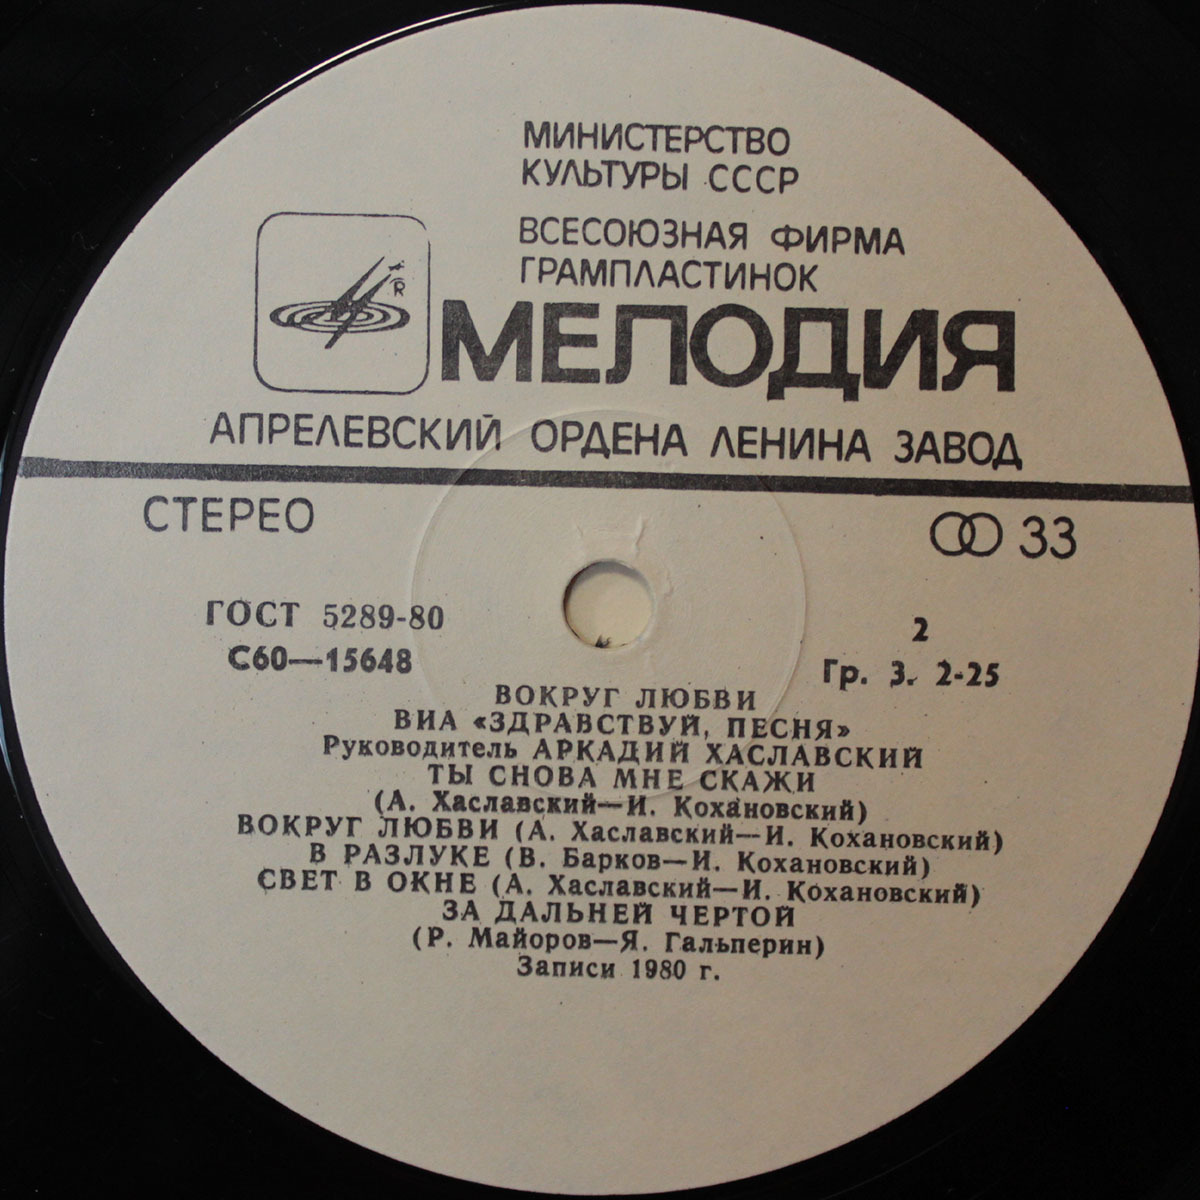 МИНИСТЕРСТВО
КУЛЬТУРЫ СССР
ВСЕСОЮЗНАЯ ФИРМА
ГРАМПЛАСТИНОК
R
МЕЛОДИЯ
АПРЕЛЕВСКИЙ ОРДЕНА ЛЕНИНА ЗАВОД
СТЕРЕО
33
ГОСТ 5289-80
С60—15648
2
Гр. 3. 2-25
ВОКРУГ ЛЮБВИ
ВИА «ЗДРАВСТВУЙ, ПЕСНЯ»
Руководитель АРКАДИЙ ХАСЛАВСКИЙ
ТЫ СНОВА МНЕ СКАЖИ
(А. Хаславский—И. Кохановский)
ВОКРУГ ЛЮБВИ (А. Хаславский—И. Кохановский)
В РАЗЛУКЕ (В. Барков—И. Кохановский)
СВЕТ В ОКНЕ (А. Хаславский—И. Кохановский)
ЗА ДАЛЬНЕЙ ЧЕРТОЙ
(Р. Майоров—Я. Гальперин)
Записи 1980 г.